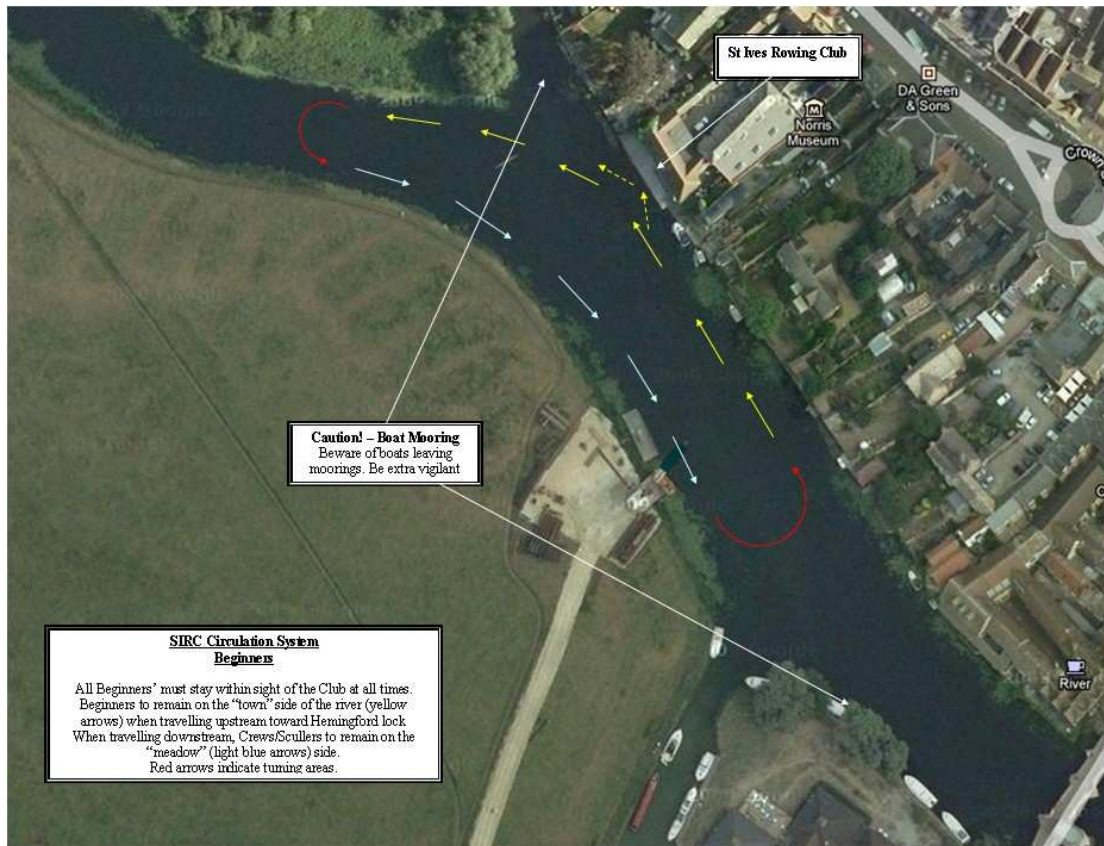 St Ives Rowing Club
DA Green
& Sons
Norris
Museum
Crown
Caution! – Boat Mooring
Beware of boats leaving
moorings. Be extra vigilant
SIRC Circulation System
Beginners
All Beginners’ must stay within sight of the Club at all times.
Beginners to remain on the “town” side of the river (yellow
arrows) when travelling upstream toward Hemingford lock
When travelling downstream, Crews/Scullers to remain on the
“meadow” (light blue arrows) side.
Red arrows indicate turning areas.
River